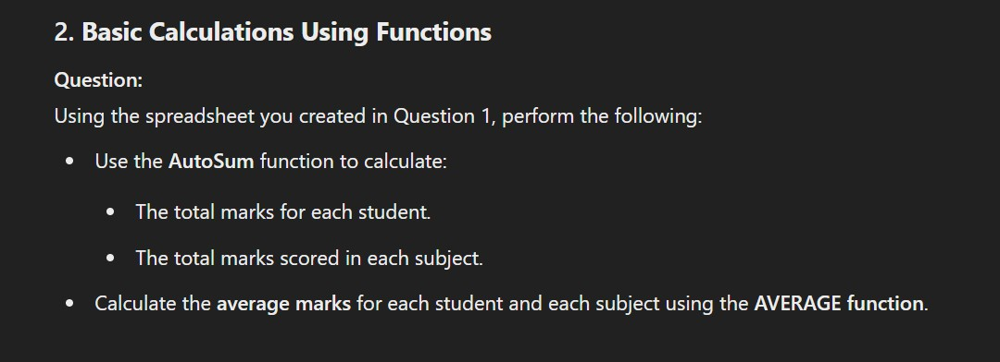 2. Basic Calculations Using Functions
Question:
Using the spreadsheet you created in Question 1, perform the following:
• Use the AutoSum function to calculate:
• The total marks for each student.
• The total marks scored in each subject.
• Calculate the average marks for each student and each subject using the AVERAGE function.